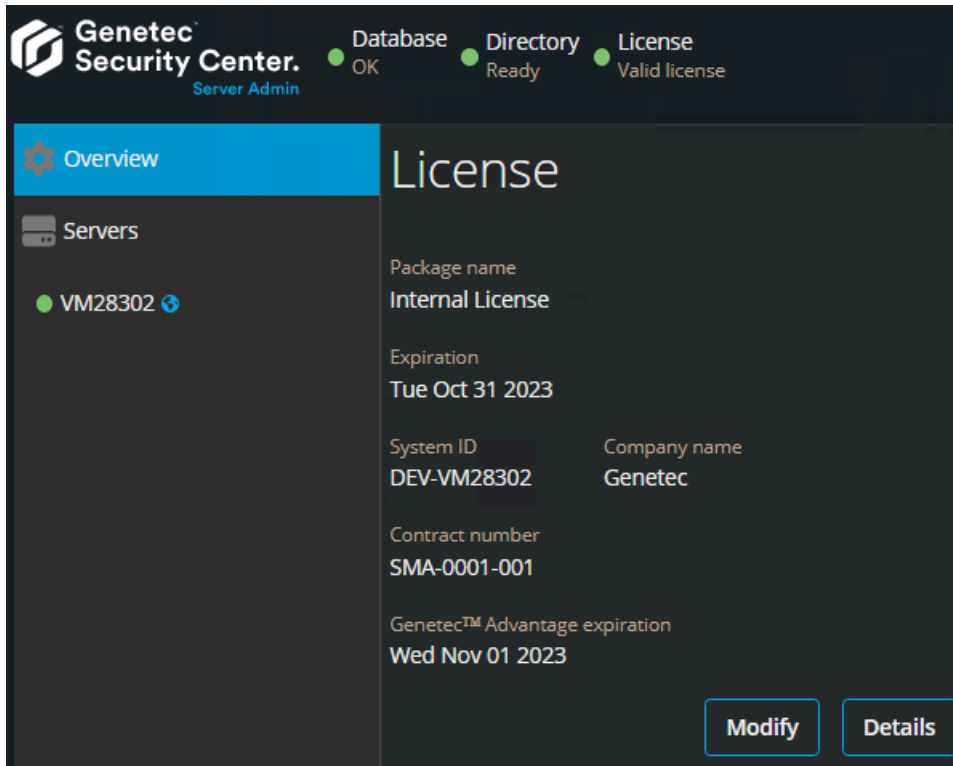 Genetec
Security Center.
Server Admin
Database
OK
Directory
Ready
License
Valid license
Overview
Servers
VM28302
License
Package name
Internal License
Expiration
Tue Oct 31 2023
System ID
DEV-VM28302
Company name
Genetec
Contract number
SMA-0001-001
Genetec™ Advantage expiration
Wed Nov 01 2023
Modify
Details